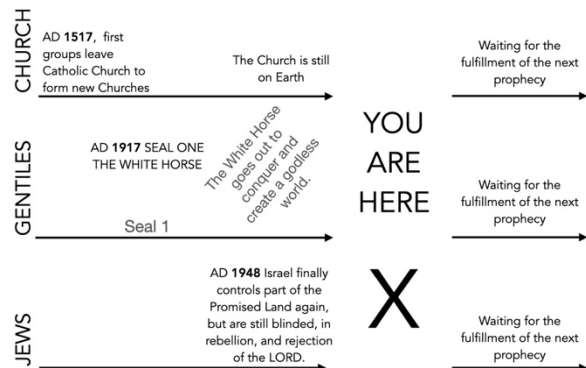 CHURCH
AD 1517, first
groups leave
Catholic Church to
form new Churches
The Church is still
on Earth
Waiting for the
fulfillment of the next
prophecy
GENTILES
AD 1917 SEAL ONE
THE WHITE HORSE
Seal 1
The White Horse
goes out to
conquer and
create a godless
world.
YOU
ARE
HERE
X
Waiting for the
fulfillment of the next
prophecy
JEWS
AD 1948 Israel finally
controls part of the
Promised Land again,
but are still blinded, in
rebellion, and rejection
of the LORD.
Waiting for the
fulfillment of the next
prophecy